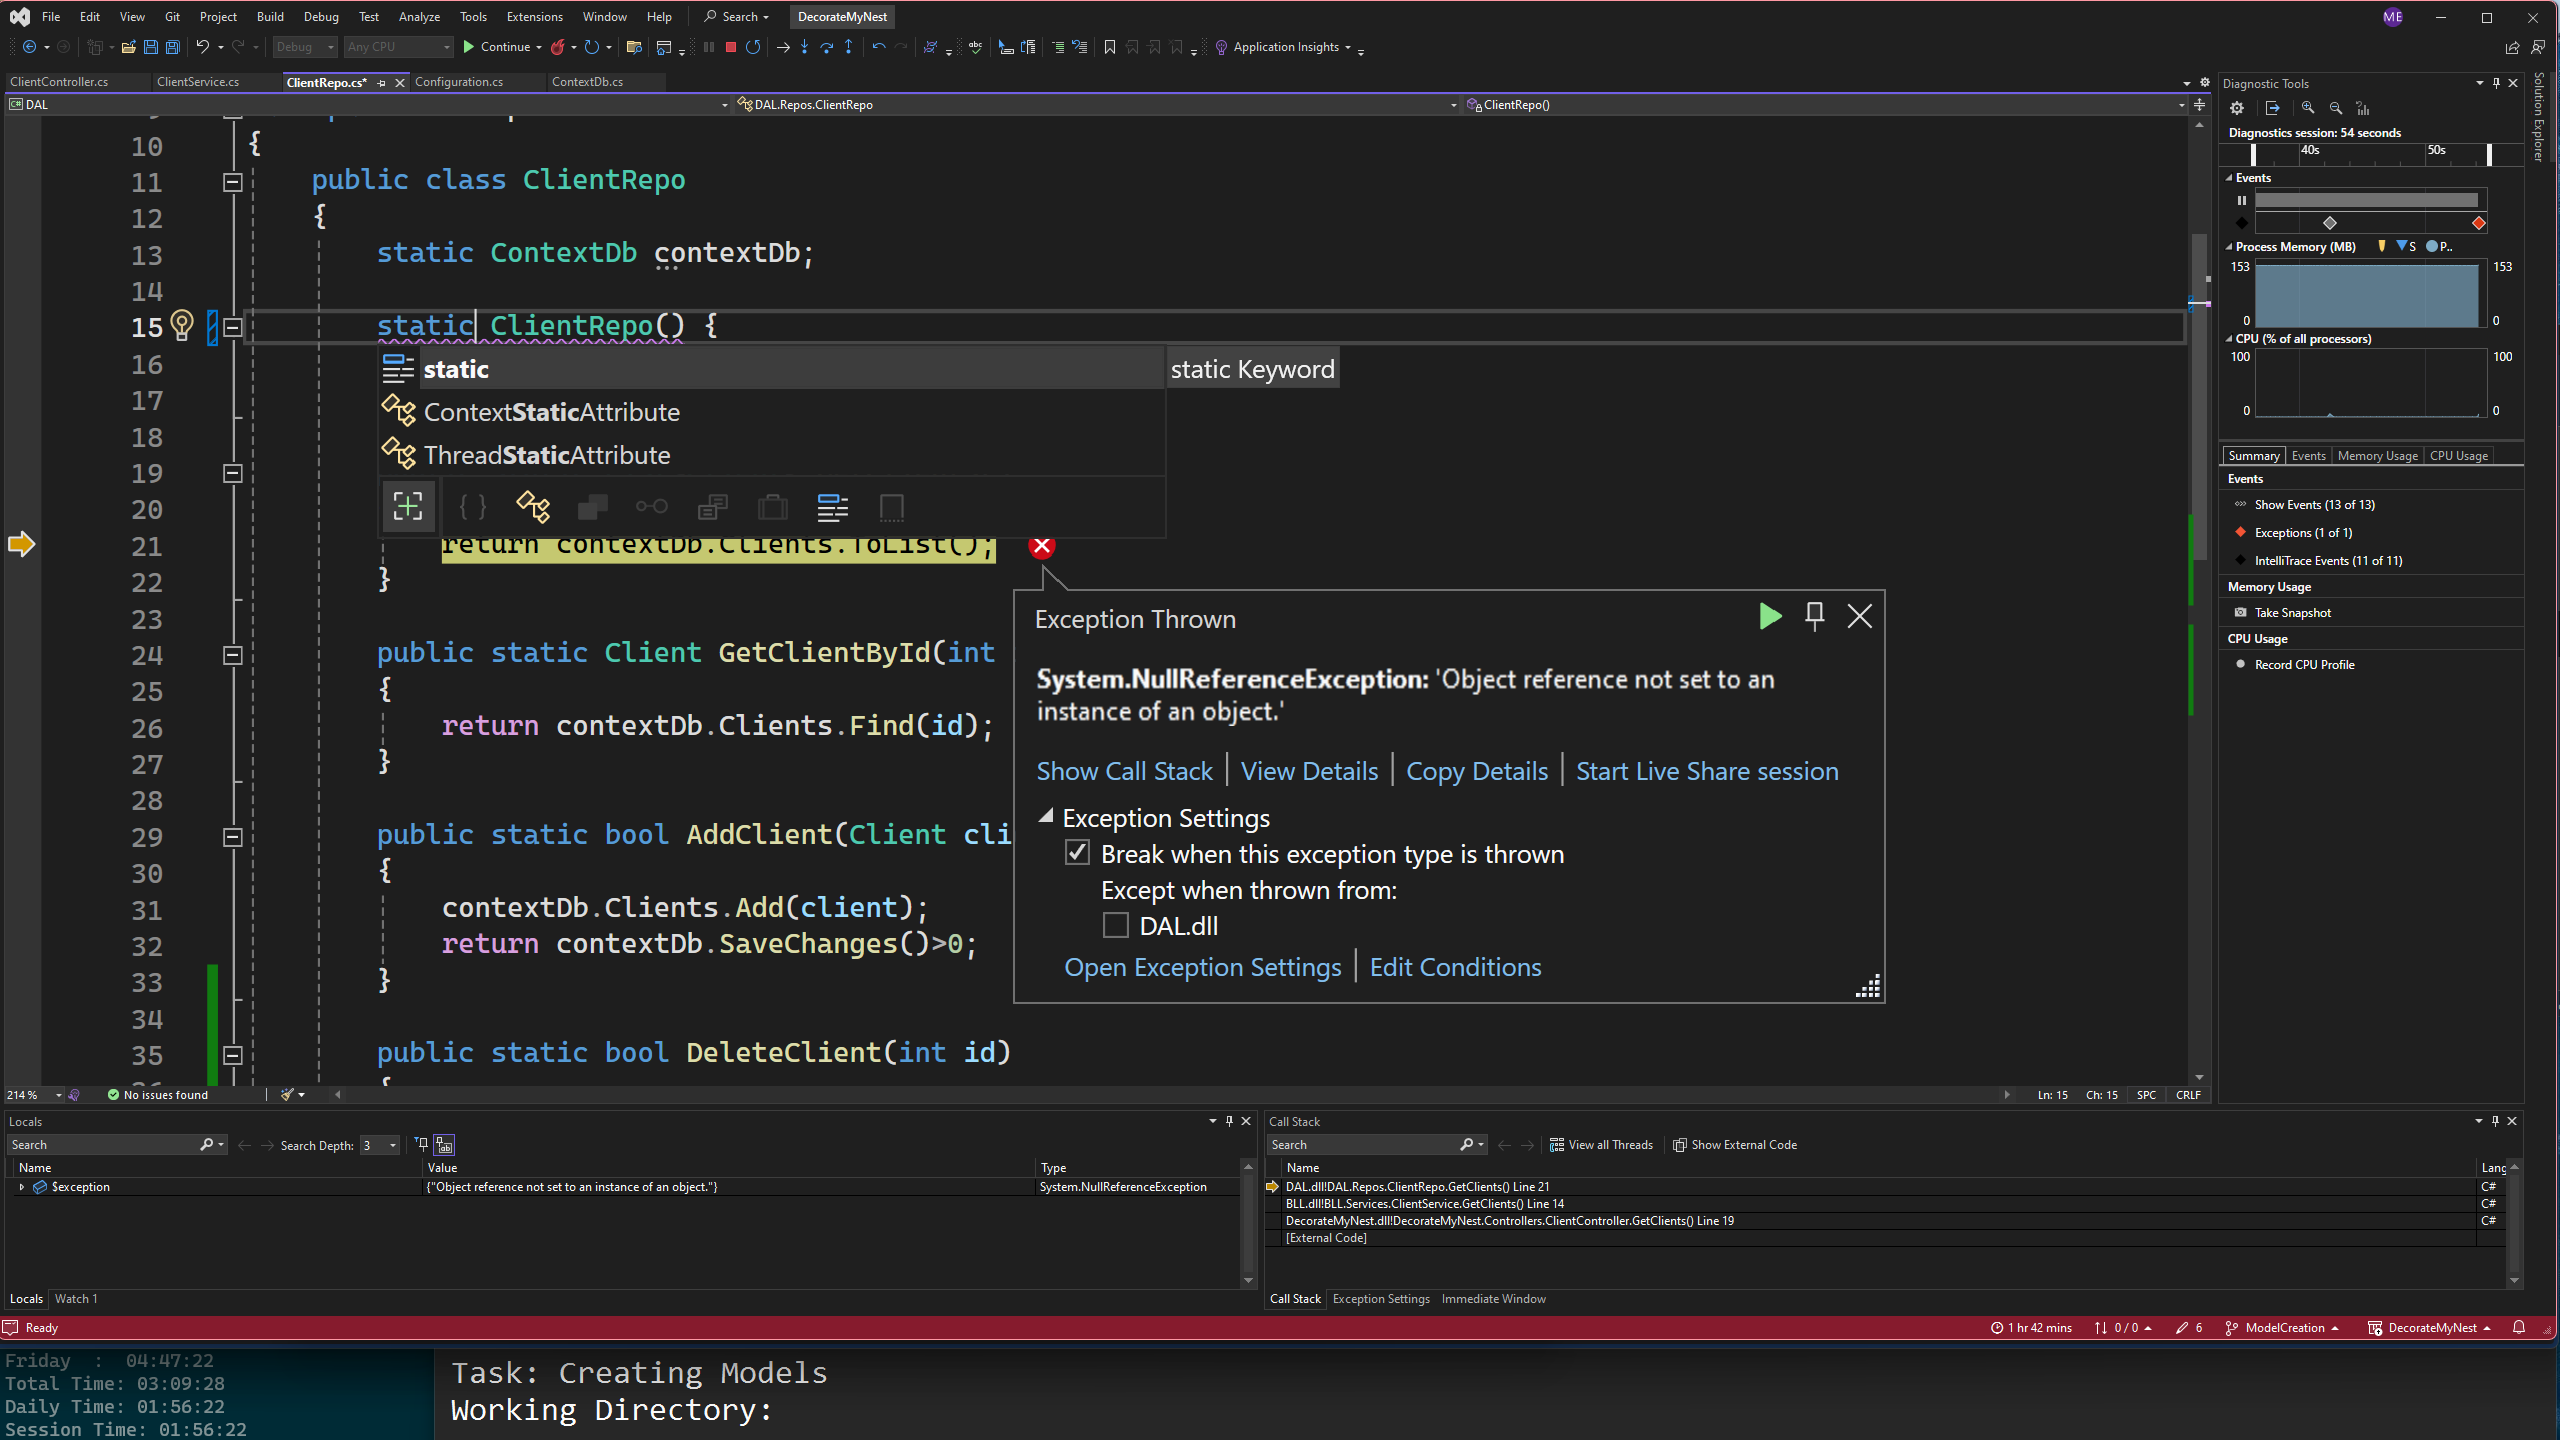 File Edit View Git Project Build Debug Test Analyze Tools Extensions Window Help Search DecorateMyNest ME
Debug Any CPU Continue Application Insights
ClientController.cs ClientService.cs ClientRepo.cs* Configuration.cs ContextDb.cs
DAL DAL.Repos.ClientRepo ClientRepo()
10 {
11 public class ClientRepo
12 {
13 static ContextDb contextDb;
14
15 static ClientRepo() {
16 static static Keyword
17 ContextStaticAttribute
18 ThreadStaticAttribute
19
20
21 return contextDb.Clients.ToList();
22 }
23
24 public static Client GetClientById(int
25 {
26 return contextDb.Clients.Find(id);
27 }
28
29 public static bool AddClient(Client cli
30 {
31 contextDb.Clients.Add(client);
32 return contextDb.SaveChanges()>0;
33 }
34
35 public static bool DeleteClient(int id)
Exception Thrown
System.NullReferenceException: 'Object reference not set to an
instance of an object.'
Show Call Stack | View Details | Copy Details | Start Live Share session
Exception Settings
Break when this exception type is thrown
Except when thrown from:
DAL.dll
Open Exception Settings | Edit Conditions
214 % No issues found Ln: 15 Ch: 15 SPC CRLF
Diagnostic Tools
Solution Explorer
Diagnostics session: 54 seconds
40s 50s
Events
Process Memory (MB) S P..
153 153
0 0
CPU (% of all processors)
100 100
0 0
Summary Events Memory Usage CPU Usage
Events
Show Events (13 of 13)
Exceptions (1 of 1)
IntelliTrace Events (11 of 11)
Memory Usage
Take Snapshot
CPU Usage
Record CPU Profile
Locals
Search Search Depth: 3
Name Value Type
$exception {"Object reference not set to an instance of an object."} System.NullReferenceException
Locals Watch 1
Call Stack
Search View all Threads Show External Code
Name Lang
DAL.dll!DAL.Repos.ClientRepo.GetClients() Line 21 C#
BLL.dll!BLL.Services.ClientService.GetClients() Line 14 C#
DecorateMyNest.dll!DecorateMyNest.Controllers.ClientController.GetClients() Line 19 C#
[External Code]
Call Stack Exception Settings Immediate Window
Ready 1 hr 42 mins 0 / 0 6 ModelCreation DecorateMyNest
Friday : 04:47:22
Total Time: 03:09:28
Daily Time: 01:56:22
Session Time: 01:56:22
Task: Creating Models
Working Directory: